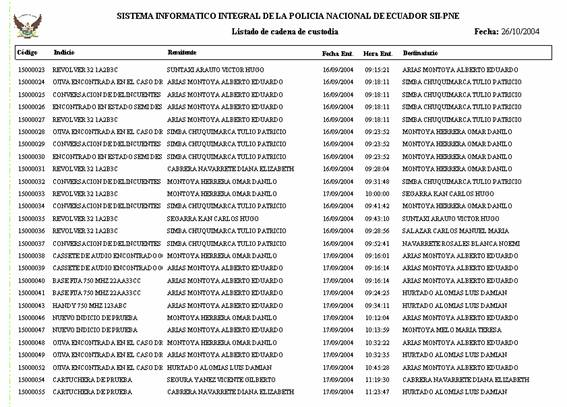 SISTEMA INFORMATICO INTEGRAL DE LA POLICIA NACIONAL DE ECUADOR SII-PNE
Listado de cadena de custodia Fecha: 26/10/2004
Código Indicio Remitente Fecha Ent. Hora Ent. Destinatario
15000023 REVOLVER 32 1A2B3C SUNTAXI ARAUJO VICTOR HUGO 16/09/2004 09:15:21 ARIAS MONTOYA ALBERTO EDUARDO
15000024 OJIVA ENCONTRADA EN EL CASO DR ARIAS MONTOYA ALBERTO EDUARDO 16/09/2004 09:18:11 SIMBA CHUQUIMARCA TULIO PATRICIO
15000025 CONVERSACION DE DELINCUENTES ARIAS MONTOYA ALBERTO EDUARDO 16/09/2004 09:18:11 SIMBA CHUQUIMARCA TULIO PATRICIO
15000026 ENCONTRADO EN ESTADO SEMI DES ARIAS MONTOYA ALBERTO EDUARDO 16/09/2004 09:18:11 SIMBA CHUQUIMARCA TULIO PATRICIO
15000027 REVOLVER 32 1A2B3C ARIAS MONTOYA ALBERTO EDUARDO 16/09/2004 09:18:11 SIMBA CHUQUIMARCA TULIO PATRICIO
15000028 OJIVA ENCONTRADA EN EL CASO DR SIMBA CHUQUIMARCA TULIO PATRICIO 16/09/2004 09:23:52 MONTOYA HERRERA OMAR DANILO
15000029 CONVERSACION DE DELINCUENTES SIMBA CHUQUIMARCA TULIO PATRICIO 16/09/2004 09:23:52 MONTOYA HERRERA OMAR DANILO
15000030 ENCONTRADO EN ESTADO SEMI DES SIMBA CHUQUIMARCA TULIO PATRICIO 16/09/2004 09:23:52 MONTOYA HERRERA OMAR DANILO
15000031 REVOLVER 32 1A2B3C CABRERA NAVARRETE DIANA ELIZABETH 16/09/2004 09:28:04 MONTOYA HERRERA OMAR DANILO
15000032 CONVERSACION DE DELINCUENTES MONTOYA HERRERA OMAR DANILO 16/09/2004 09:31:48 SIMBA CHUQUIMARCA TULIO PATRICIO
15000033 REVOLVER 32 1A2B3C MONTOYA HERRERA OMAR DANILO 17/09/2004 10:00:00 SEGARRA KAN CARLOS HUGO
15000034 CONVERSACION DE DELINCUENTES SIMBA CHUQUIMARCA TULIO PATRICIO 16/09/2004 09:41:42 MONTOYA HERRERA OMAR DANILO
15000035 REVOLVER 32 1A2B3C SEGARRA KAN CARLOS HUGO 16/09/2004 09:43:10 SUNTAXI ARAUJO VICTOR HUGO
15000036 REVOLVER 32 1A2B3C SIMBA CHUQUIMARCA TULIO PATRICIO 16/09/2004 09:28:56 SALAZAR CARLOS MANUEL MARIA
15000037 CONVERSACION DE DELINCUENTES SIMBA CHUQUIMARCA TULIO PATRICIO 16/09/2004 09:52:41 NAVARRETE ROSALES BLANCA NOEMI
15000038 CASSETE DE AUDIO ENCONTRADO O MONTOYA HERRERA OMAR DANILO 17/09/2004 09:16:01 ARIAS MONTOYA ALBERTO EDUARDO
15000039 CASSETE DE AUDIO ENCONTRADO O ARIAS MONTOYA ALBERTO EDUARDO 17/09/2004 09:16:14 ARIAS MONTOYA ALBERTO EDUARDO
15000040 BASE FIJA 750 MHZ 22AA33CC ARIAS MONTOYA ALBERTO EDUARDO 17/09/2004 09:22:20 ARIAS MONTOYA ALBERTO EDUARDO
15000041 BASE FIJA 750 MHZ 22AA33CC ARIAS MONTOYA ALBERTO EDUARDO 17/09/2004 09:24:25 HURTADO ALOMIAS LUIS DAMIAN
15000043 HANDY 750 MHZ 123ABC ARIAS MONTOYA ALBERTO EDUARDO 17/09/2004 09:34:11 HURTADO ALOMIAS LUIS DAMIAN
15000046 NUEVO INDICIO DE PRUEBA MONTOYA HERRERA OMAR DANILO 17/09/2004 10:12:04 ARIAS MONTOYA ALBERTO EDUARDO
15000047 NUEVO INDICIO DE PRUEBA ARIAS MONTOYA ALBERTO EDUARDO 17/09/2004 10:13:59 MONTOYA MELO MARIA TERESA
15000048 OJIVA ENCONTRADA EN EL CASO DR MONTOYA HERRERA OMAR DANILO 17/09/2004 10:32:22 ARIAS MONTOYA ALBERTO EDUARDO
15000049 OJIVA ENCONTRADA EN EL CASO DR ARIAS MONTOYA ALBERTO EDUARDO 17/09/2004 10:32:35 HURTADO ALOMIAS LUIS DAMIAN
15000052 OJIVA ENCONTRADA EN EL CASO DR HURTADO ALOMIAS LUIS DAMIAN 17/09/2004 10:45:28 ARIAS MONTOYA ALBERTO EDUARDO
15000054 CARTUCHERA DE PRUEBA SEGURA YANEZ VICENTE GILBERTO 17/09/2004 11:19:30 CABRERA NAVARRETE DIANA ELIZABETH
15000055 CARTUCHERA DE PRUEBA CABRERA NAVARRETE DIANA ELIZABETH 17/09/2004 11:23:47 HURTADO ALOMIAS LUIS DAMIAN